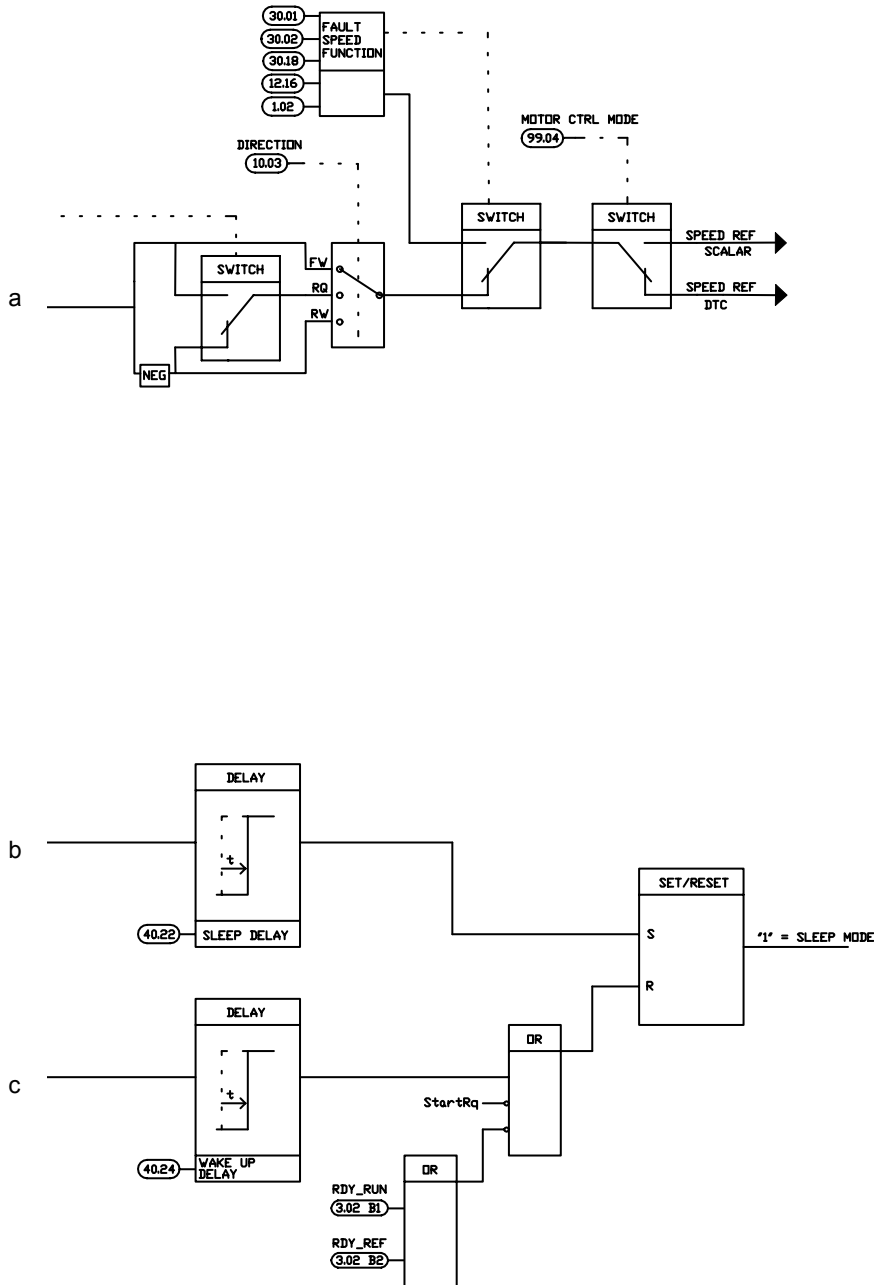 30.01
30.02
30.18
12.16
1.02
FAULT
SPEED
FUNCTION
MOTOR CTRL MODE
99.04
DIRECTION
10.03
SWITCH
SWITCH
SPEED REF
SCALAR
SPEED REF
DTC
a
SWITCH
FW
RQ
RW
NEG
DELAY
b
t
40.22
SLEEP DELAY
SET/RESET
S
R
"1" = SLEEP MODE
DELAY
c
t
40.24
WAKE UP
DELAY
OR
StartRq
OR
RDY_RUN
3.02 B1
RDY_REF
3.02 B2